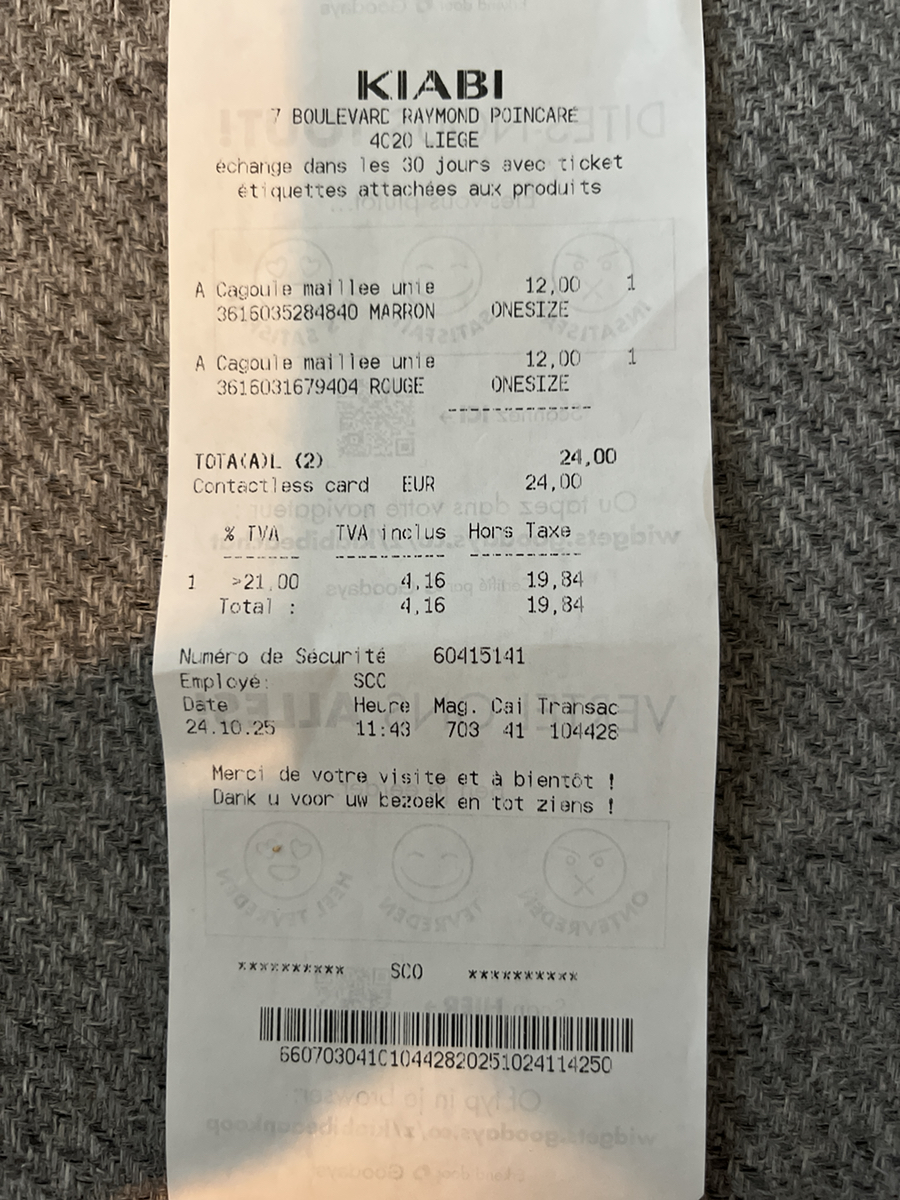 KIABI
7 BOULEVARD RAYMOND POINCARE
4020 LIEGE
échange dans les 30 jours avec ticket
étiquettes attachées aux produits
A Cagoule maillee unie 12,00 1
3616035284840 MARRON ONESIZE
A Cagoule maillee unie 12,00 1
3616031679404 ROUGE ONESIZE
--------------
TOTA(A)L (2) 24,00
Contactless card EUR 24,00
% TVA TVA inclus Hors Taxe
-------- ---------- -----------
1 >21,00 4,16 19,84
Total : 4,16 19,84
Numéro de Sécurité 60415141
Employé: SCO
Date Heure Mag. Cai Transac
24.10.25 11:43 703 41 104428
Merci de votre visite et à bientôt !
Dank u voor uw bezoek en tot ziens !
********** SCO **********
660703041010442820251024114250